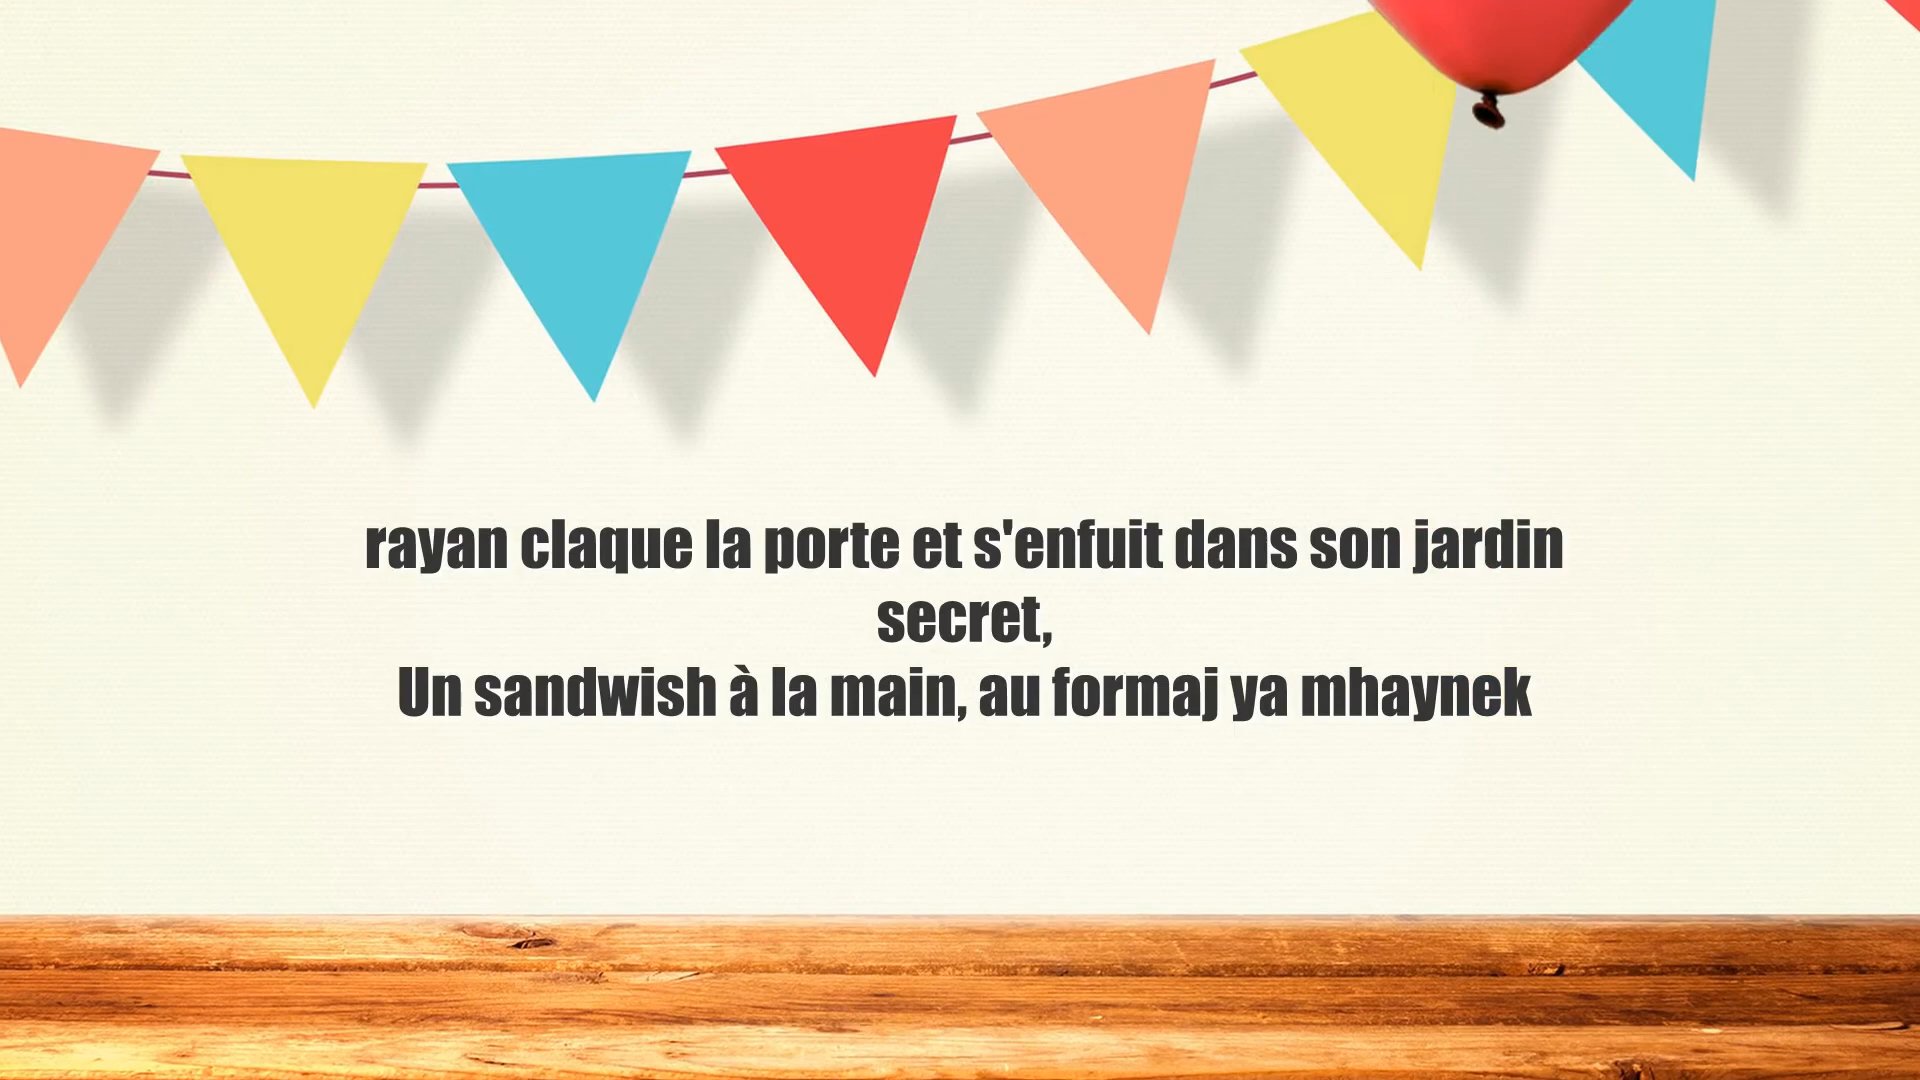 rayan claque la porte et s'enfuit dans son jardin
secret,
Un sandwish à la main, au formaj ya mhaynek